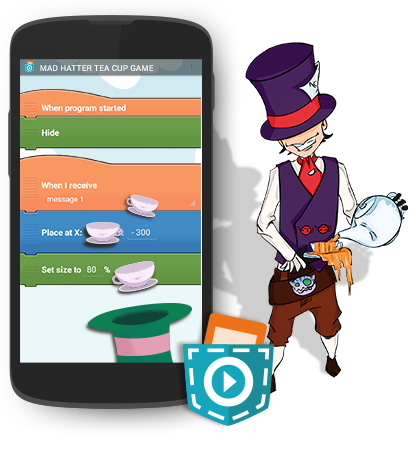 MAD HATTER TEA CUP GAME
When program started
Hide
When I receive
message 1
Place at X: - 300
Set size to 80 %